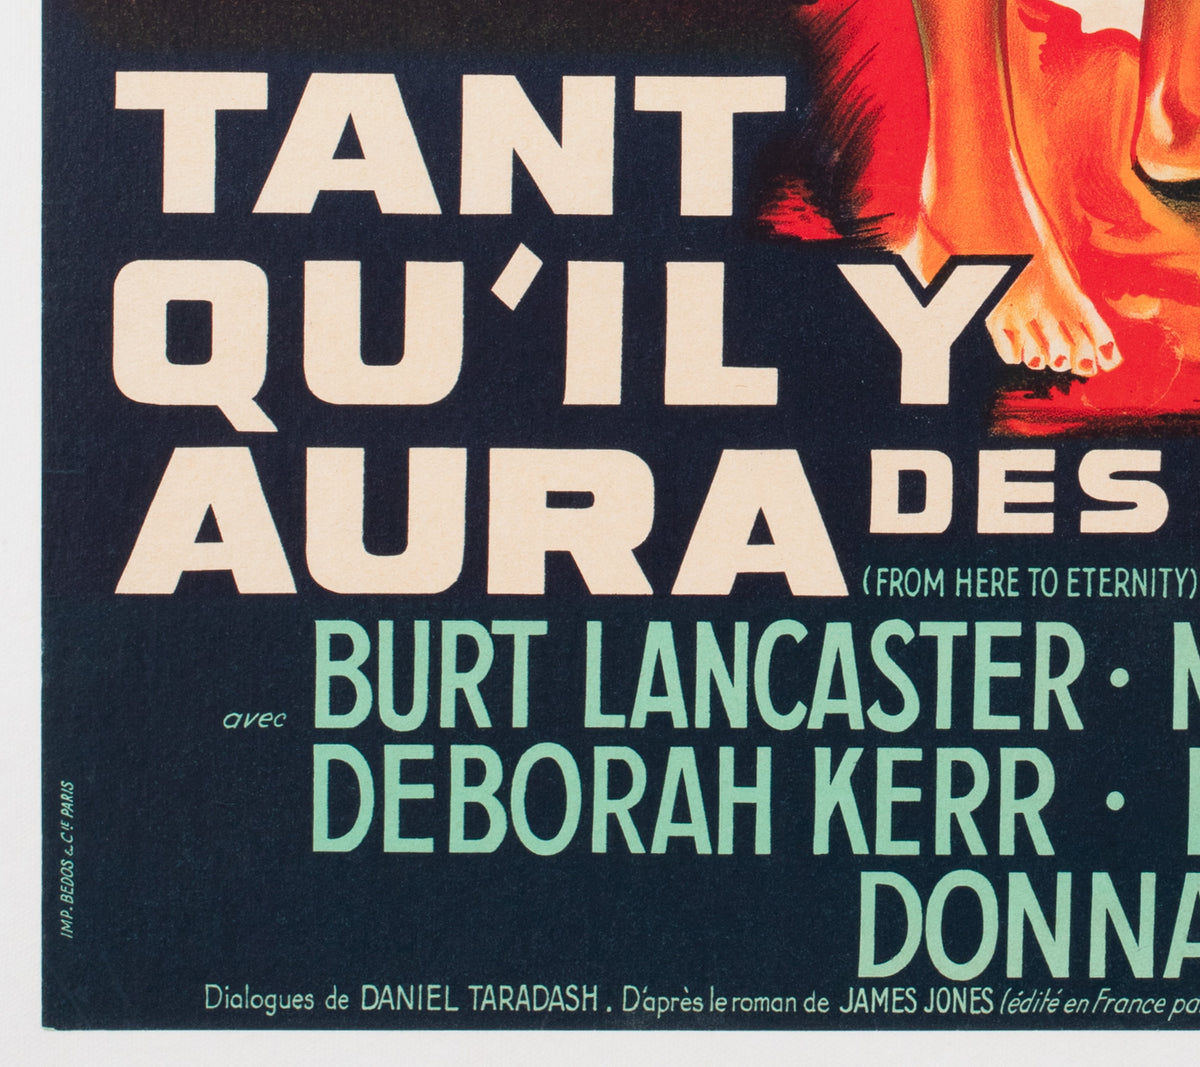 TANT
QU'IL Y
AURA DES
(FROM HERE TO ETERNITY)
avec BURT LANCASTER ·
DEBORAH KERR ·
DONNA
Dialogues de DANIEL TARADASH. D'après le roman de JAMES JONES (édité en France pa
IMP. BEDOS & Cie PARIS